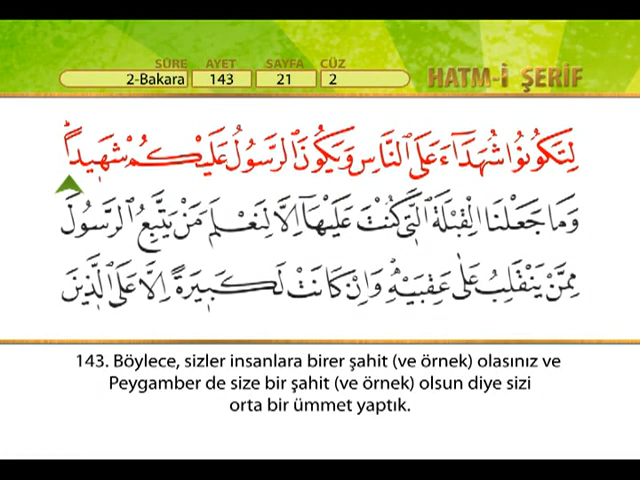 SÛRE AYET SAYFA CÜZ
2-Bakara 143 21 2
HATM-İ ŞERİF
لِتَكُونُوا شُهَدَٓاءَ عَلَى النَّاسِ وَيَكُونَ الرَّسُولُ عَلَيْكُمْ شَهٖيداًۜ
وَمَا جَعَلْنَا الْقِبْلَةَ الَّتٖي كُنْتَ عَلَيْهَٓا اِلَّا لِنَعْلَمَ مَنْ يَتَّبِعُ الرَّسُولَ
مِمَّنْ يَنْقَلِبُ عَلٰى عَقِبَيْهِۜ وَاِنْ كَانَتْ لَكَبٖيرَةً اِلَّا عَلَى الَّذٖينَ
143. Böylece, sizler insanlara birer şahit (ve örnek) olasınız ve
Peygamber de size bir şahit (ve örnek) olsun diye sizi
orta bir ümmet yaptık.